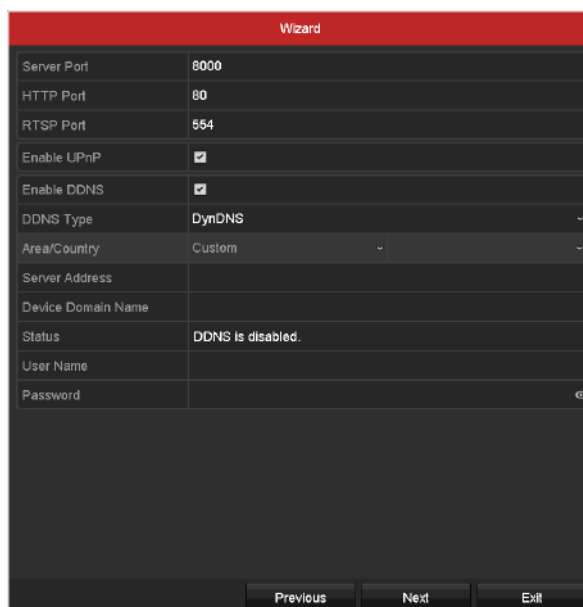 Wizard
Server Port 8000
HTTP Port 80
RTSP Port 554
Enable UPnP
Enable DDNS
DDNS Type DynDNS
Area/Country Custom
Server Address
Device Domain Name
Status DDNS is disabled.
User Name
Password
Previous Next Exit